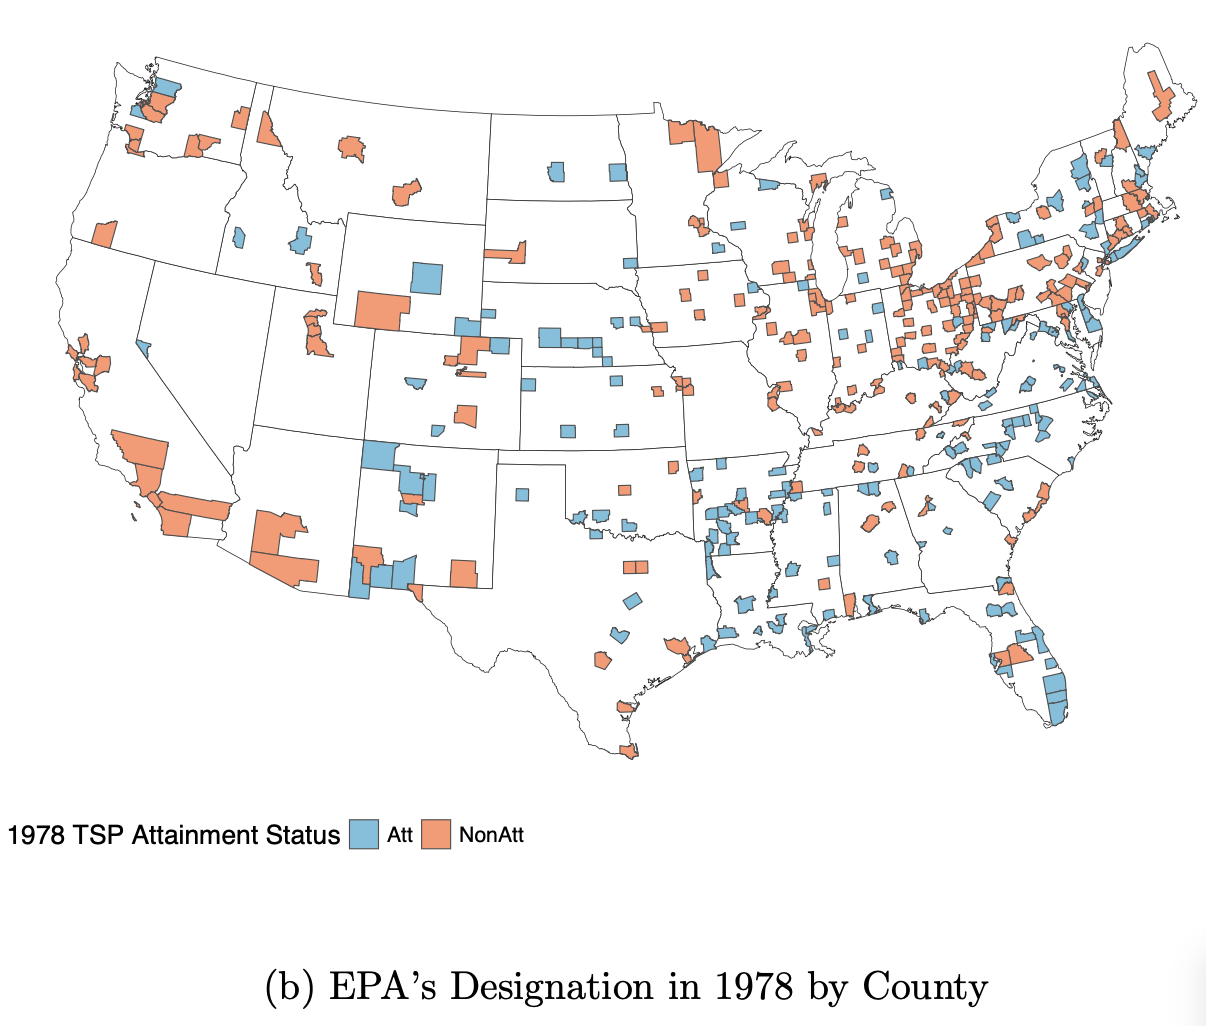 1978 TSP Attainment Status Att NonAtt
(b) EPA's Designation in 1978 by County